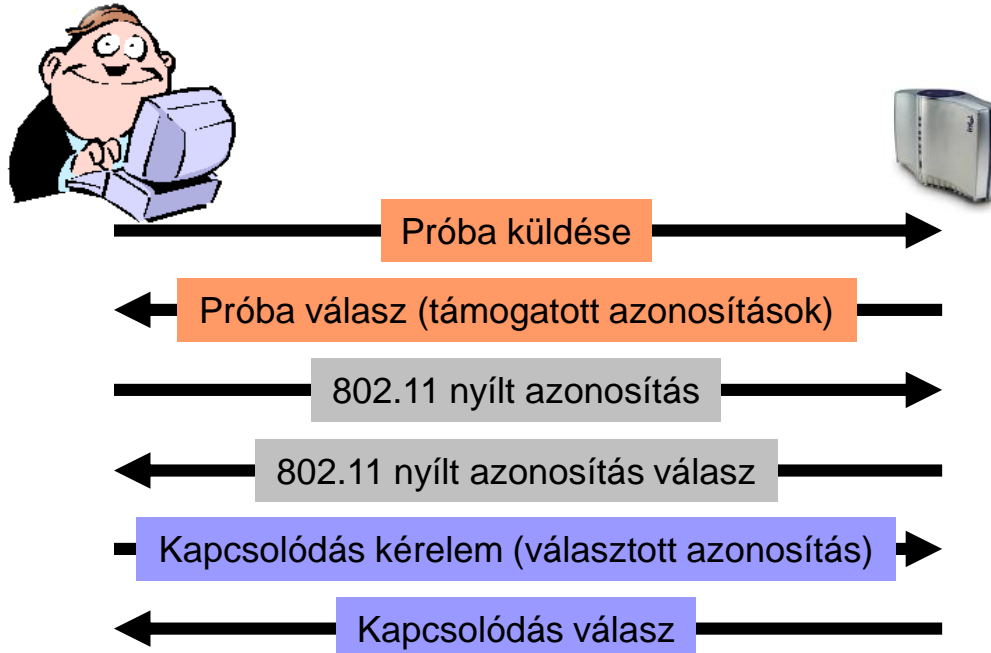 Próba küldése
Próba válasz (támogatott azonosítások)
802.11 nyílt azonosítás
802.11 nyílt azonosítás válasz
Kapcsolódás kérelem (választott azonosítás)
Kapcsolódás válasz